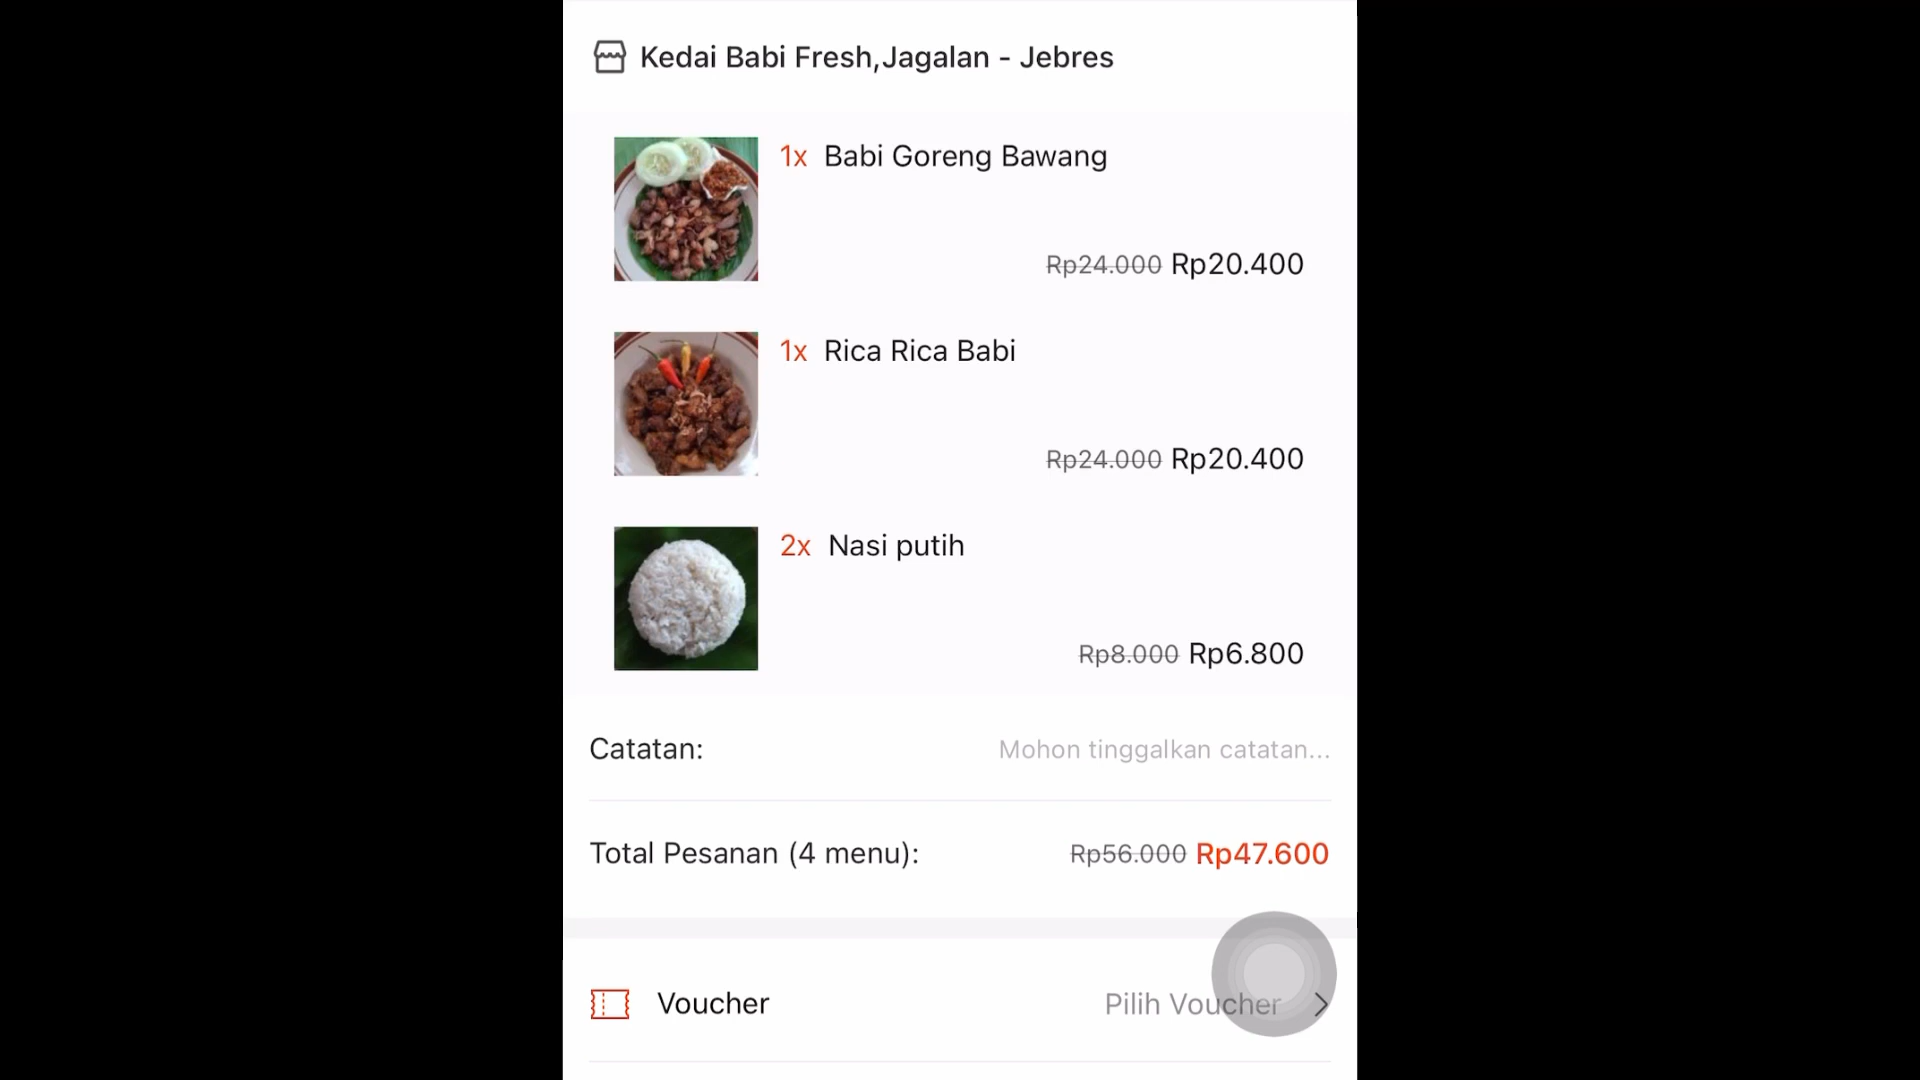 Kedai Babi Fresh,Jagalan - Jebres
1x Babi Goreng Bawang
Rp24.000 Rp20.400
1x Rica Rica Babi
Rp24.000 Rp20.400
2x Nasi putih
Rp8.000 Rp6.800
Catatan: Mohon tinggalkan catatan...
Total Pesanan (4 menu): Rp56.000 Rp47.600
Voucher Pilih Voucher